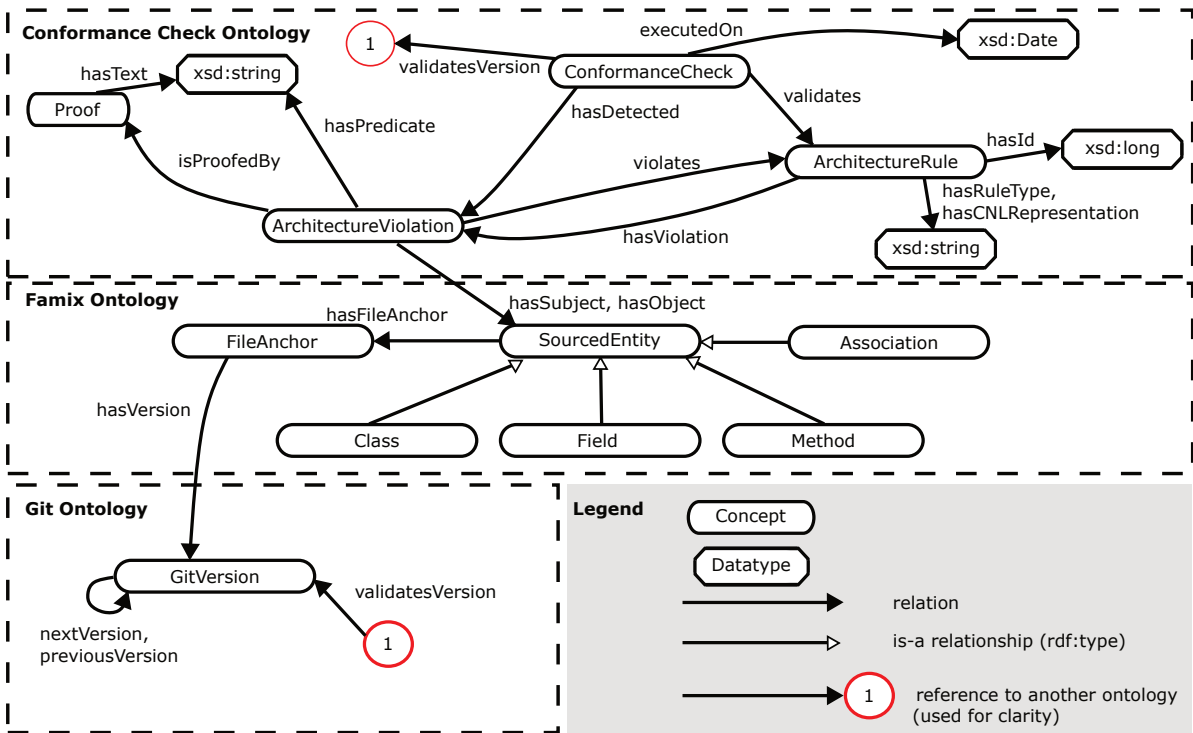 Conformance Check Ontology
1
executedOn
xsd:Date
hasText
xsd:string
validatesVersion
ConformanceCheck
Proof
hasPredicate
hasDetected
validates
isProofedBy
violates
ArchitectureRule
hasId
xsd:long
hasRuleType,
hasCNLRepresentation
ArchitectureViolation
hasViolation
xsd:string
Famix Ontology
hasSubject, hasObject
hasFileAnchor
FileAnchor
SourcedEntity
Association
hasVersion
Class
Field
Method
Git Ontology
GitVersion
validatesVersion
nextVersion,
previousVersion
1
Legend
Concept
Datatype
relation
is-a relationship (rdf:type)
1
reference to another ontology
(used for clarity)